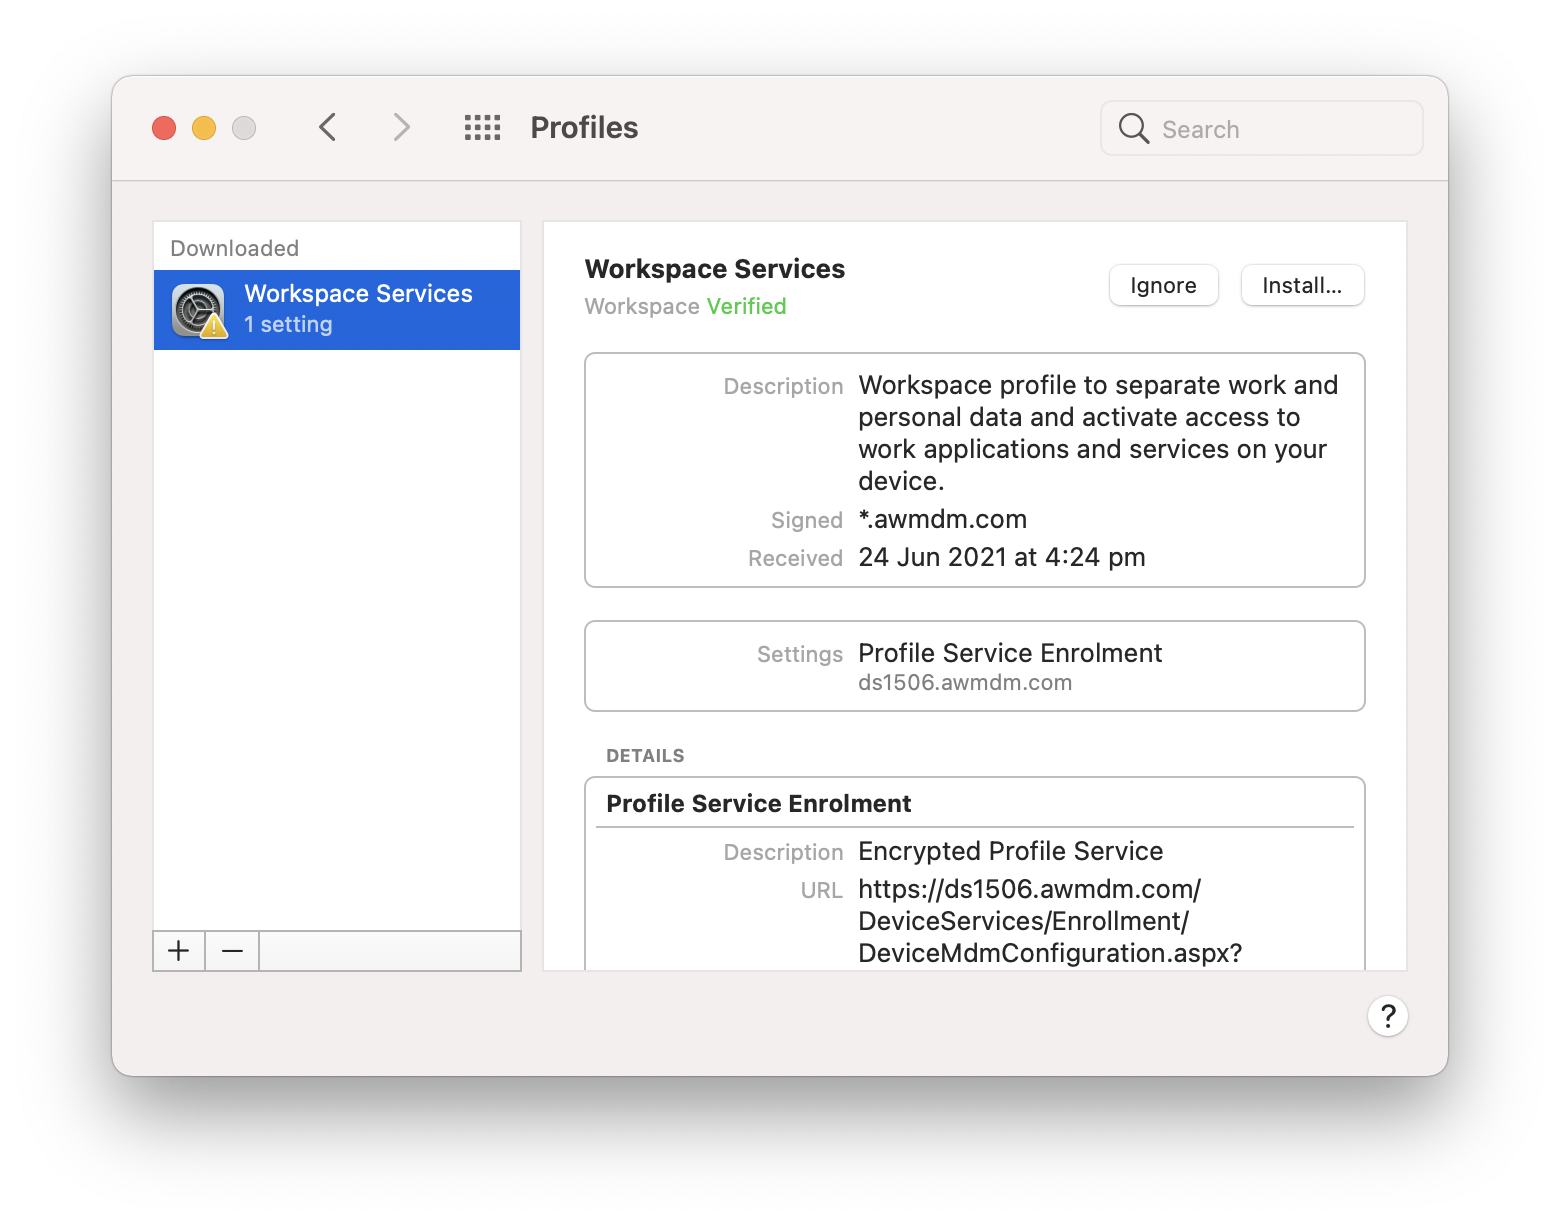 Profiles
Search
Downloaded
Workspace Services
1 setting
Workspace Services
Workspace Verified
Ignore
Install...
Description Workspace profile to separate work and
personal data and activate access to
work applications and services on your
device.
Signed *.awmdm.com
Received 24 Jun 2021 at 4:24 pm
Settings Profile Service Enrolment
ds1506.awmdm.com
DETAILS
Profile Service Enrolment
Description Encrypted Profile Service
URL https://ds1506.awmdm.com/
DeviceServices/Enrollment/
DeviceMdmConfiguration.aspx?
?